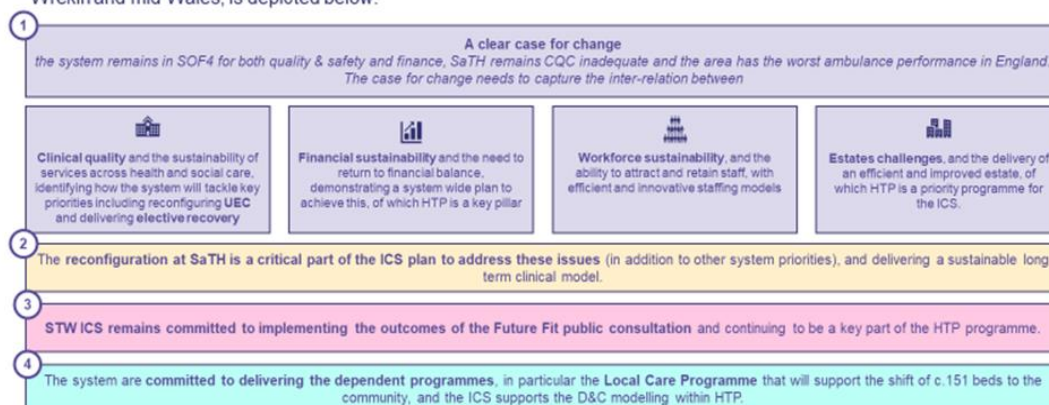 Wrekin and mid Wales, is depicted below:
1
A clear case for change
the system remains in SOF4 for both quality & safety and finance, SaTH remains CQC inadequate and the area has the worst ambulance performance in England.
The case for change needs to capture the inter-relation between
Clinical quality and the sustainability of
services across health and social care,
identifying how the system will tackle key
priorities including reconfiguring UEC
and delivering elective recovery
Financial sustainability and the need to
return to financial balance,
demonstrating a system wide plan to
achieve this, of which HTP is a key pillar
Workforce sustainability, and the
ability to attract and retain staff, with
efficient and innovative staffing models
Estates challenges, and the delivery of
an efficient and improved estate, of
which HTP is a priority programme for
the ICS.
2
The reconfiguration at SaTH is a critical part of the ICS plan to address these issues (in addition to other system priorities), and delivering a sustainable long
term clinical model.
3
STW ICS remains committed to implementing the outcomes of the Future Fit public consultation and continuing to be a key part of the HTP programme.
4
The system are committed to delivering the dependent programmes, in particular the Local Care Programme that will support the shift of c.151 beds to the
community, and the ICS supports the D&C modelling within HTP.